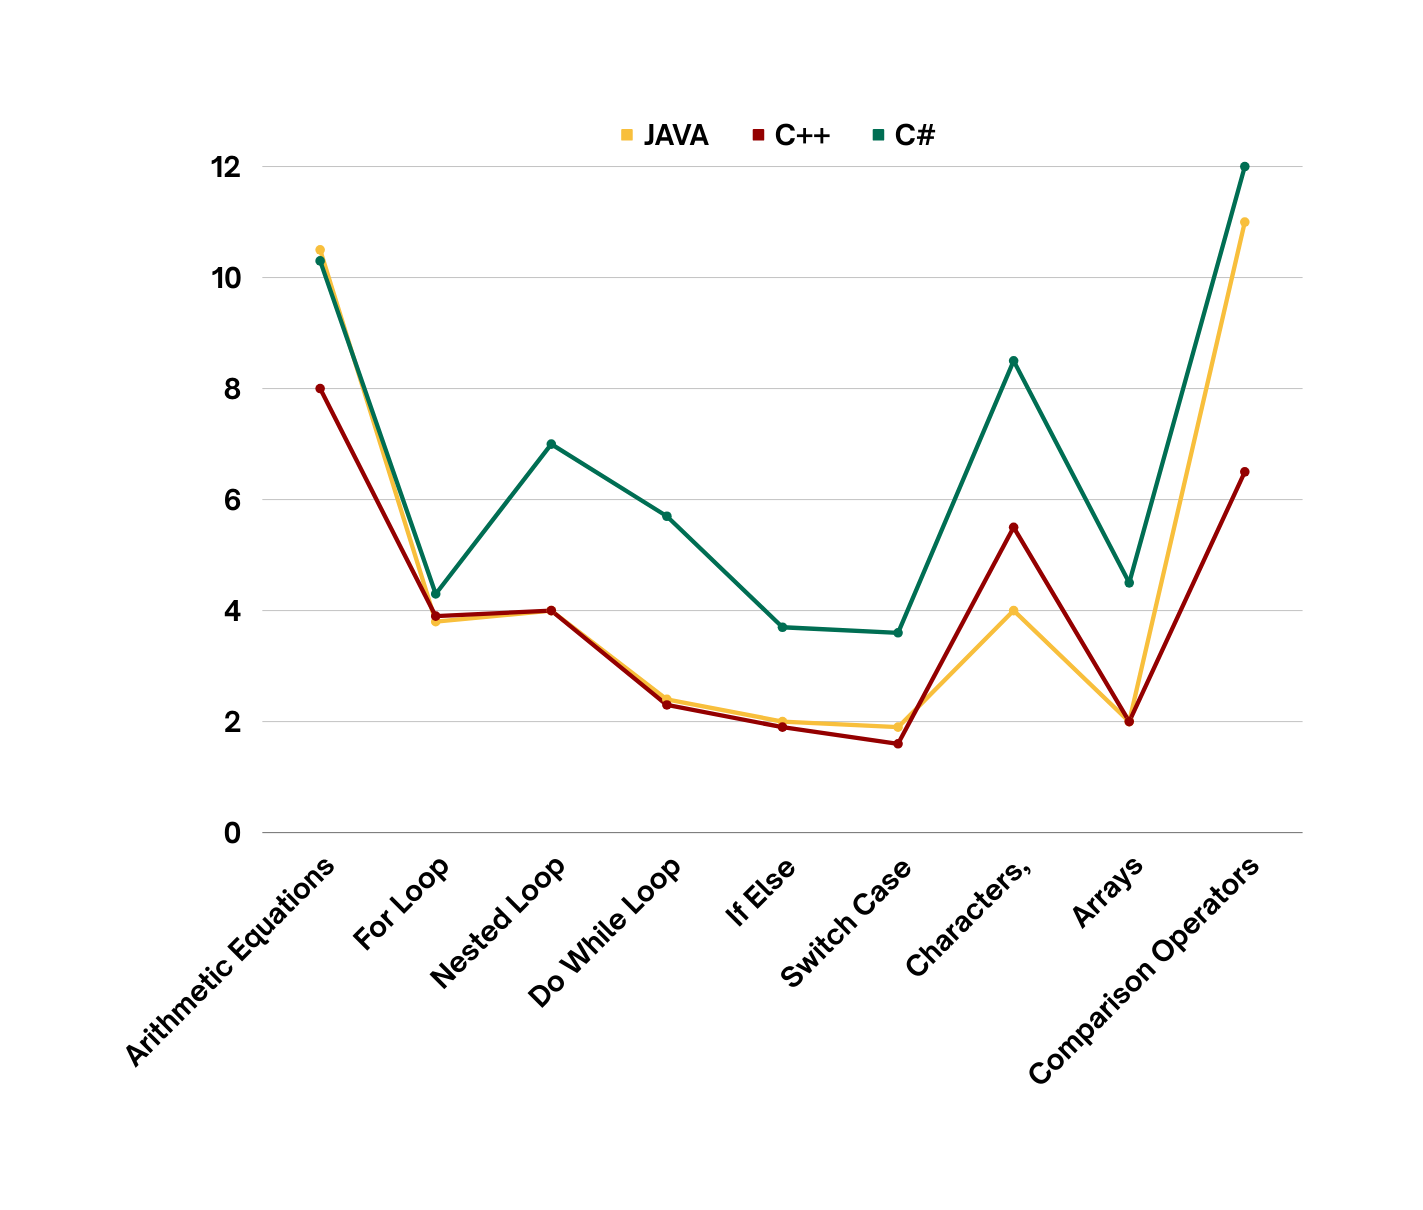 JAVA C++ C#
12
10
8
6
4
2
0
Arithmetic Equations
For Loop
Nested Loop
Do While Loop
If Else
Switch Case
Characters,
Arrays
Comparison Operators